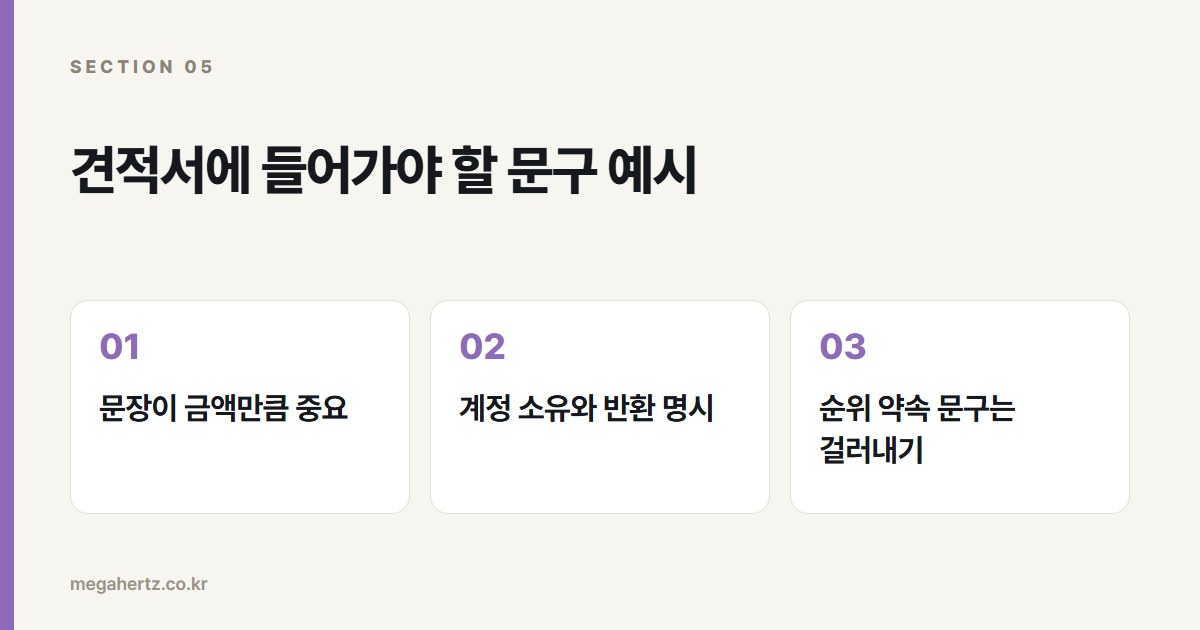 SECTION 05
견적서에 들어가야 할 문구 예시
01
문장이 금액만큼 중요
02
계정 소유와 반환 명시
03
순위 약속 문구는
걸러내기
megahertz.co.kr